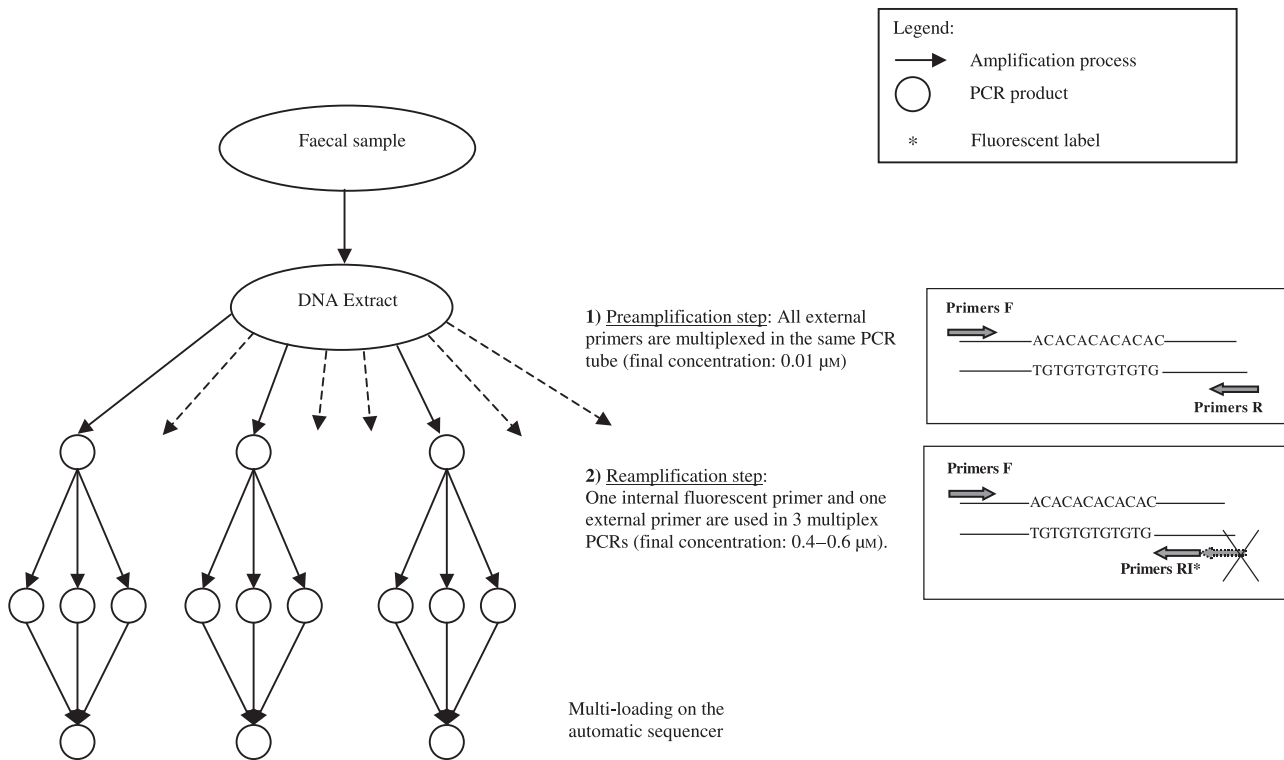 Legend:
Amplification process
PCR product
* Fluorescent label
Faecal sample
DNA Extract
1) Preamplification step: All external
primers are multiplexed in the same PCR
tube (final concentration: 0.01 μM)
Primers F
ACACACACACAC
TGTGTGTGTGTG
Primers R
2) Reamplification step:
One internal fluorescent primer and one
external primer are used in 3 multiplex
PCRs (final concentration: 0.4–0.6 μM).
Primers F
ACACACACACAC
TGTGTGTGTGTG
Primers RI*
Multi-loading on the
automatic sequencer